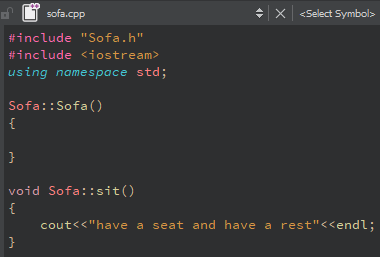 sofa.cpp <Select Symbol>
#include "Sofa.h"
#include <iostream>
using namespace std;
Sofa::Sofa()
{
}
void Sofa::sit()
{
    cout<<"have a seat and have a rest"<<endl;
}